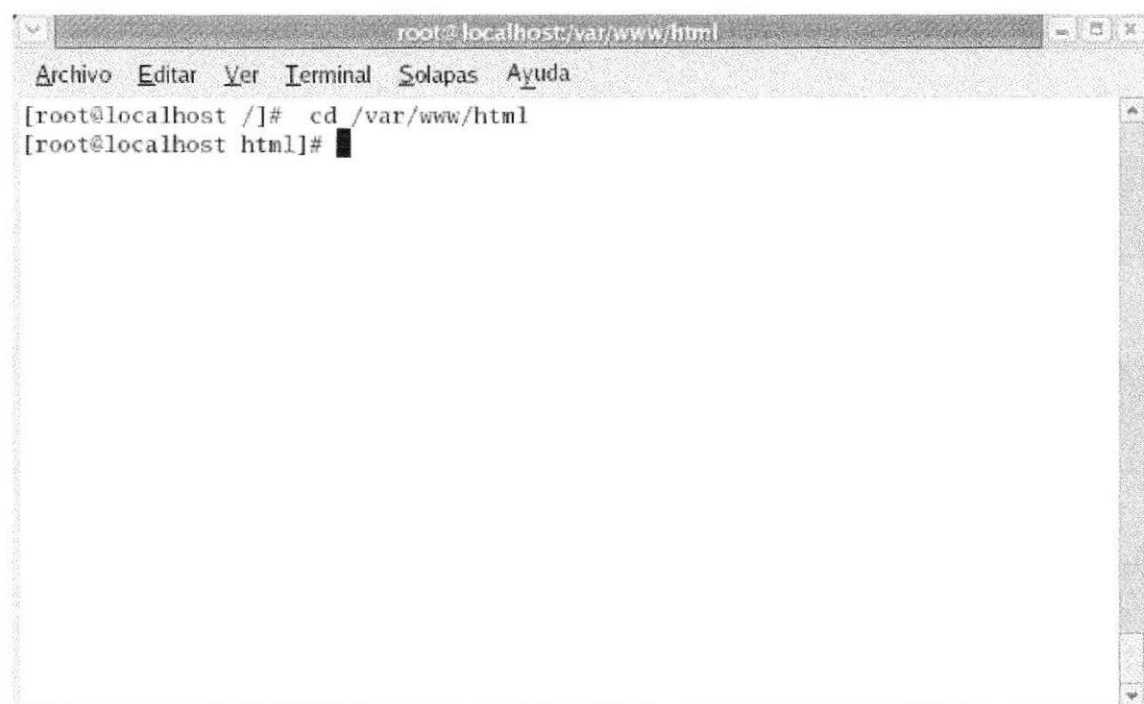 root@localhost:/var/www/html
Archivo Editar Ver Terminal Solapas Ayuda
[root@localhost /]#  cd /var/www/html
[root@localhost html]#